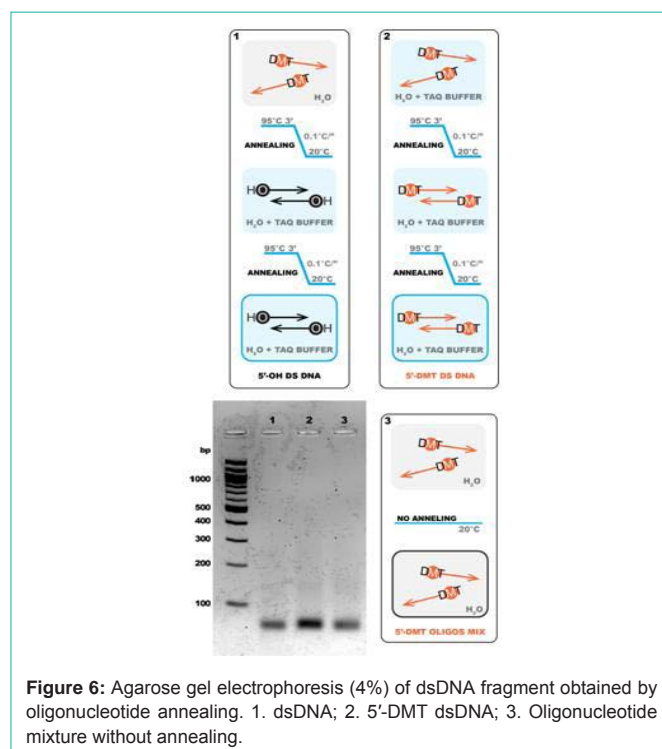 1
DMT
DMT
H₂O
95°C 3'
0.1°C/"
ANNEALING
20°C
HO
OH
H₂O + TAQ BUFFER
95°C 3'
0.1°C/"
ANNEALING
20°C
HO
OH
H₂O + TAQ BUFFER
5'-OH DS DNA
2
DMT
DMT
H₂O + TAQ BUFFER
95°C 3'
0.1°C/"
ANNEALING
20°C
DMT
DMT
H₂O + TAQ BUFFER
95°C 3'
0.1°C/"
ANNEALING
20°C
DMT
DMT
H₂O + TAQ BUFFER
5'-DMT DS DNA
1 2 3
bp
1000
500
400
300
200
100
3
DMT
DMT
H₂O
NO ANNELING
20°C
DMT
DMT
H₂O
5'-DMT OLIGOS MIX
Figure 6: Agarose gel electrophoresis (4%) of dsDNA fragment obtained by
oligonucleotide annealing. 1. dsDNA; 2. 5′-DMT dsDNA; 3. Oligonucleotide
mixture without annealing.